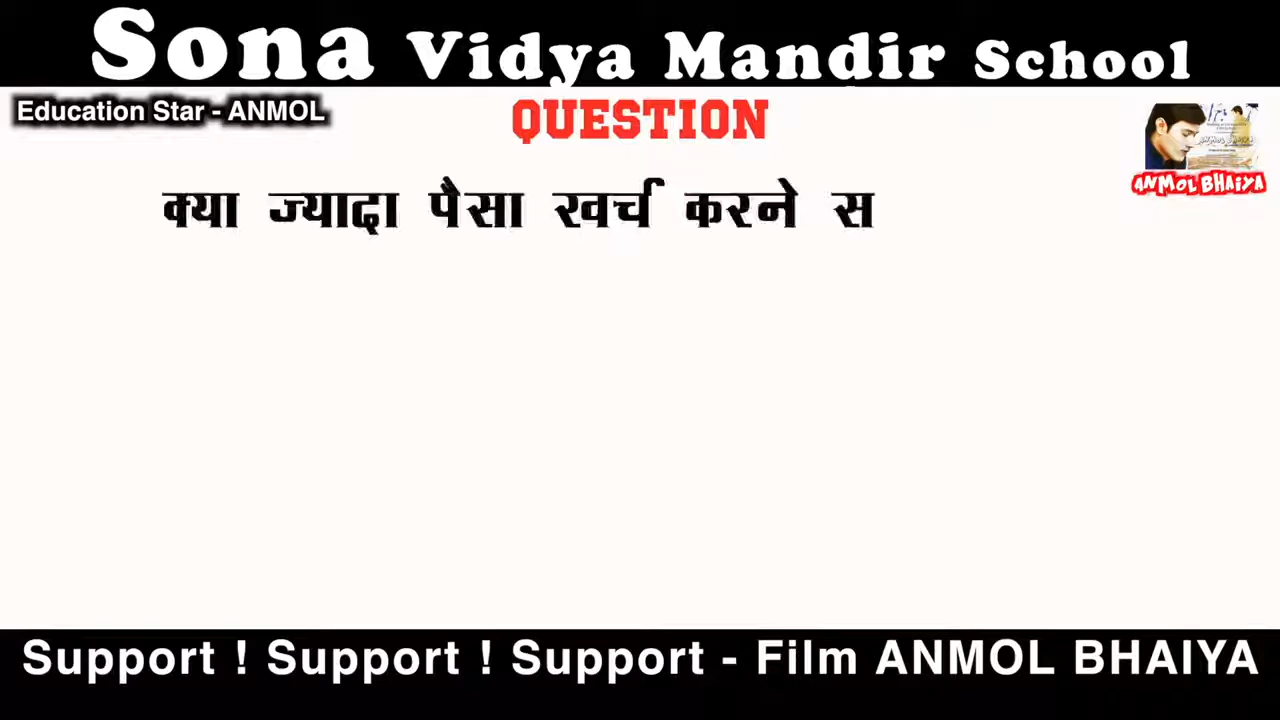 Sona Vidya Mandir School
Education Star - ANMOL
QUESTION
ANMOL BHAIYA
क्या ज्यादा पैसा खर्च करने स
Support ! Support ! Support - Film ANMOL BHAIYA